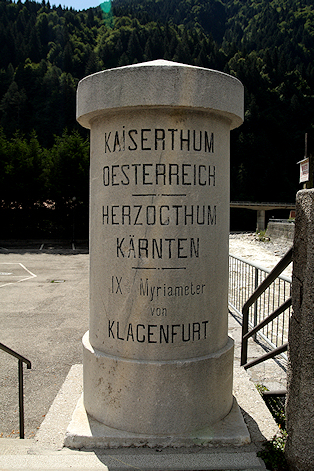 KAISERTHUM
OESTERREICH
HERZOGTHUM
KÄRNTEN
IX Myriameter
von
KLAGENFURT